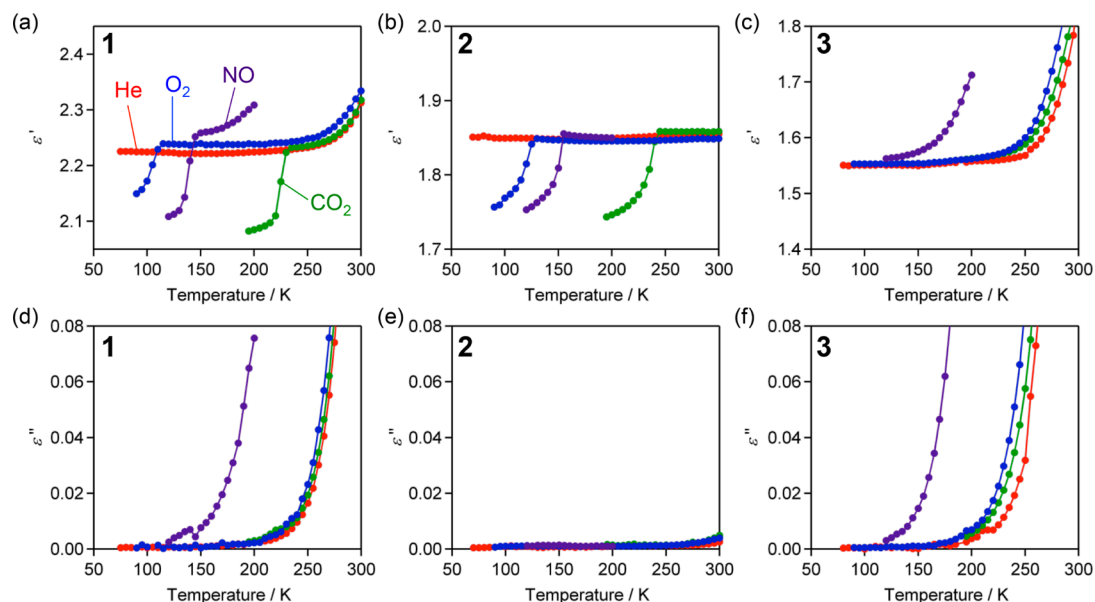 (a)
1
He
O2
NO
CO2
ε'
2.4
2.3
2.2
2.1
50 100 150 200 250 300
Temperature / K
(b)
2
ε'
2.0
1.9
1.8
1.7
50 100 150 200 250 300
Temperature / K
(c)
3
ε'
1.8
1.7
1.6
1.5
1.4
50 100 150 200 250 300
Temperature / K
(d)
1
ε"
0.08
0.06
0.04
0.02
0.00
50 100 150 200 250 300
Temperature / K
(e)
2
ε"
0.08
0.06
0.04
0.02
0.00
50 100 150 200 250 300
Temperature / K
(f)
3
ε"
0.08
0.06
0.04
0.02
0.00
50 100 150 200 250 300
Temperature / K